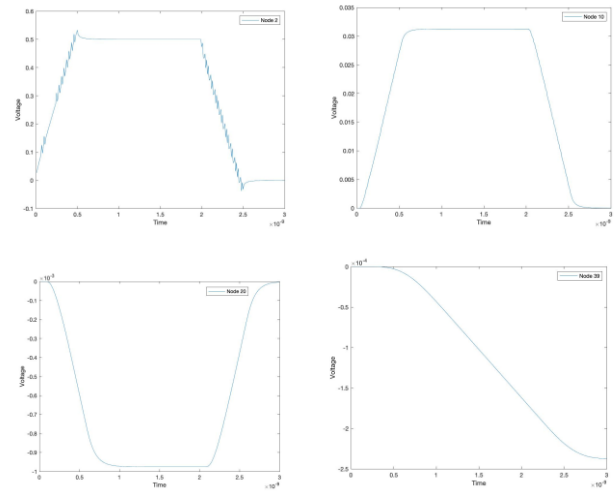 0.6
Node 2
0.5
0.4
0.3
Voltage
0.2
0.1
0
-0.1
0 0.5 1 1.5 2 2.5 3
Time
×10⁻⁹
0.035
Node 10
0.03
0.025
0.02
Voltage
0.015
0.01
0.005
0
0 0.5 1 1.5 2 2.5 3
Time
×10⁻⁹
×10⁻³
0
Node 20
-0.1
-0.2
-0.3
-0.4
Voltage
-0.5
-0.6
-0.7
-0.8
-0.9
-1
0 0.5 1 1.5 2 2.5 3
Time
×10⁻⁹
×10⁻⁴
0
Node 39
-0.5
-1
Voltage
-1.5
-2
-2.5
0 0.5 1 1.5 2 2.5 3
Time
×10⁻⁹